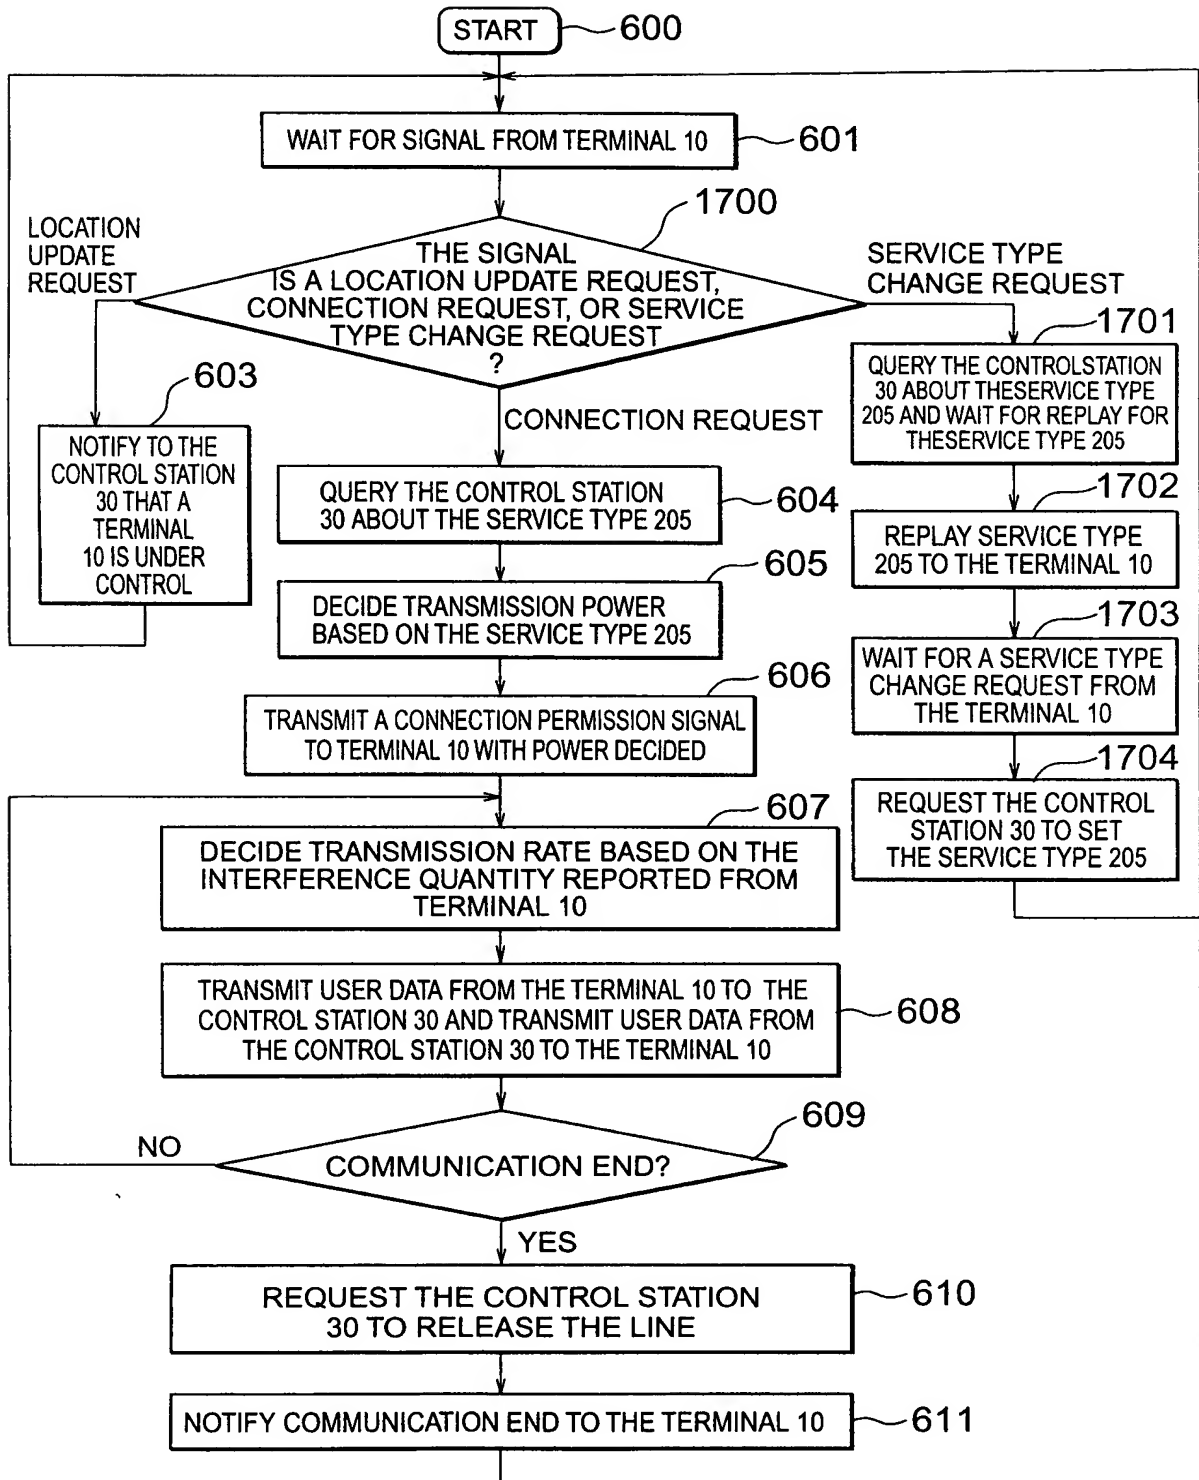 START
600
WAIT FOR SIGNAL FROM TERMINAL 10
601
1700
LOCATION
UPDATE
REQUEST
THE SIGNAL
IS A LOCATION UPDATE REQUEST,
CONNECTION REQUEST, OR SERVICE
TYPE CHANGE REQUEST
?
SERVICE TYPE
CHANGE REQUEST
603
NOTIFY TO THE
CONTROL STATION
30 THAT A
TERMINAL
10 IS UNDER
CONTROL
CONNECTION REQUEST
1701
QUERY THE CONTROLSTATION
30 ABOUT THESERVICE TYPE
205 AND WAIT FOR REPLAY FOR
THESERVICE TYPE 205
QUERY THE CONTROL STATION
30 ABOUT THE SERVICE TYPE 205
604
1702
REPLAY SERVICE TYPE
205 TO THE TERMINAL 10
605
DECIDE TRANSMISSION POWER
BASED ON THE SERVICE TYPE 205
1703
WAIT FOR A SERVICE TYPE
CHANGE REQUEST FROM
THE TERMINAL 10
606
TRANSMIT A CONNECTION PERMISSION SIGNAL
TO TERMINAL 10 WITH POWER DECIDED
1704
REQUEST THE CONTROL
STATION 30 TO SET
THE SERVICE TYPE 205
607
DECIDE TRANSMISSION RATE BASED ON THE
INTERFERENCE QUANTITY REPORTED FROM
TERMINAL 10
TRANSMIT USER DATA FROM THE TERMINAL 10 TO THE
CONTROL STATION 30 AND TRANSMIT USER DATA FROM
THE CONTROL STATION 30 TO THE TERMINAL 10
608
609
NO
COMMUNICATION END?
YES
REQUEST THE CONTROL STATION
30 TO RELEASE THE LINE
610
NOTIFY COMMUNICATION END TO THE TERMINAL 10
611